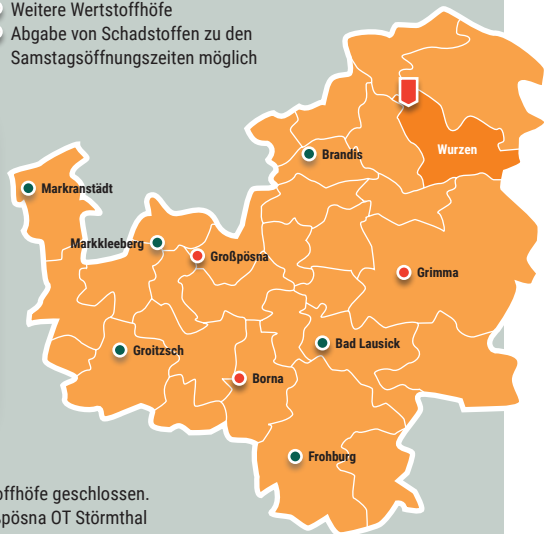 Weitere Wertstoffhöfe
Abgabe von Schadstoffen zu den
Samstagsöffnungszeiten möglich
Wurzen
Brandis
Markranstädt
Markkleeberg
Großpösna
Grimma
Bad Lausick
Groitzsch
Borna
Frohburg
offhöfe geschlossen.
pösna OT Störmthal